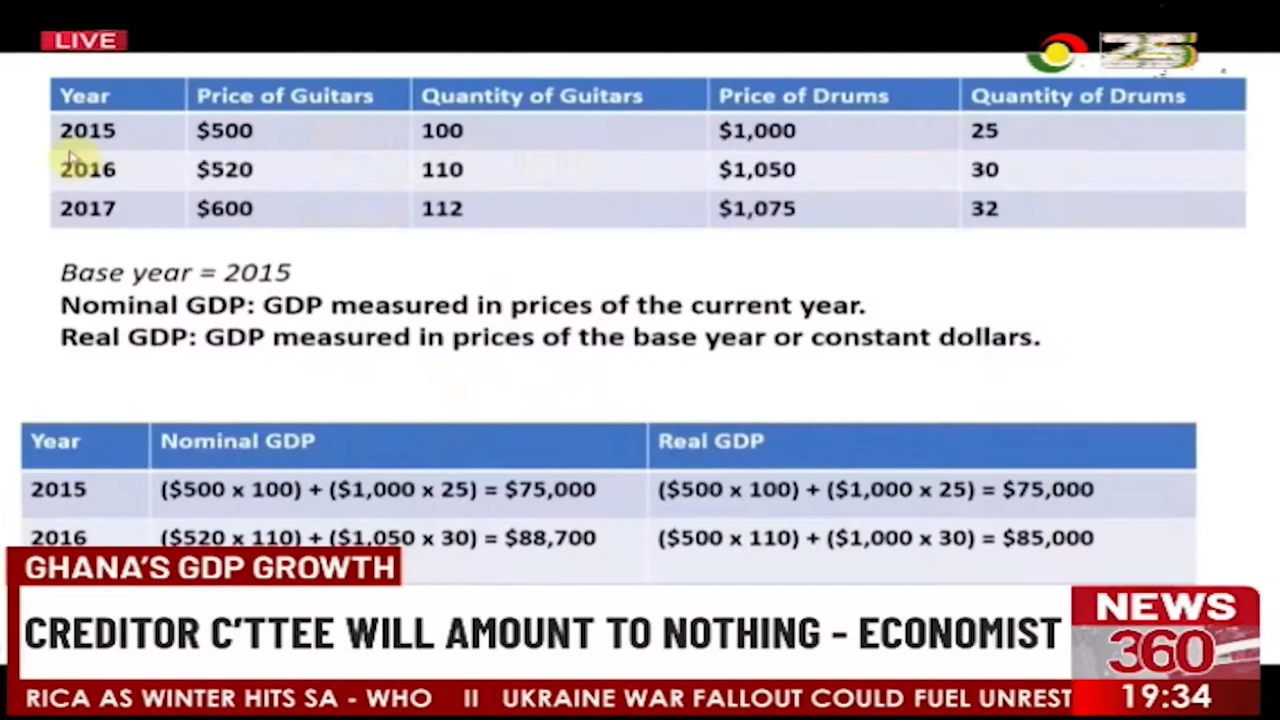 LIVE
25
Year Price of Guitars Quantity of Guitars Price of Drums Quantity of Drums
2015 $500 100 $1,000 25
2016 $520 110 $1,050 30
2017 $600 112 $1,075 32
Base year = 2015
Nominal GDP: GDP measured in prices of the current year.
Real GDP: GDP measured in prices of the base year or constant dollars.
Year Nominal GDP Real GDP
2015 ($500 x 100) + ($1,000 x 25) = $75,000 ($500 x 100) + ($1,000 x 25) = $75,000
2016 ($520 x 110) + ($1,050 x 30) = $88,700 ($500 x 110) + ($1,000 x 30) = $85,000
GHANA'S GDP GROWTH
CREDITOR C'TTEE WILL AMOUNT TO NOTHING - ECONOMIST
NEWS
360
RICA AS WINTER HITS SA - WHO II UKRAINE WAR FALLOUT COULD FUEL UNREST
19:34